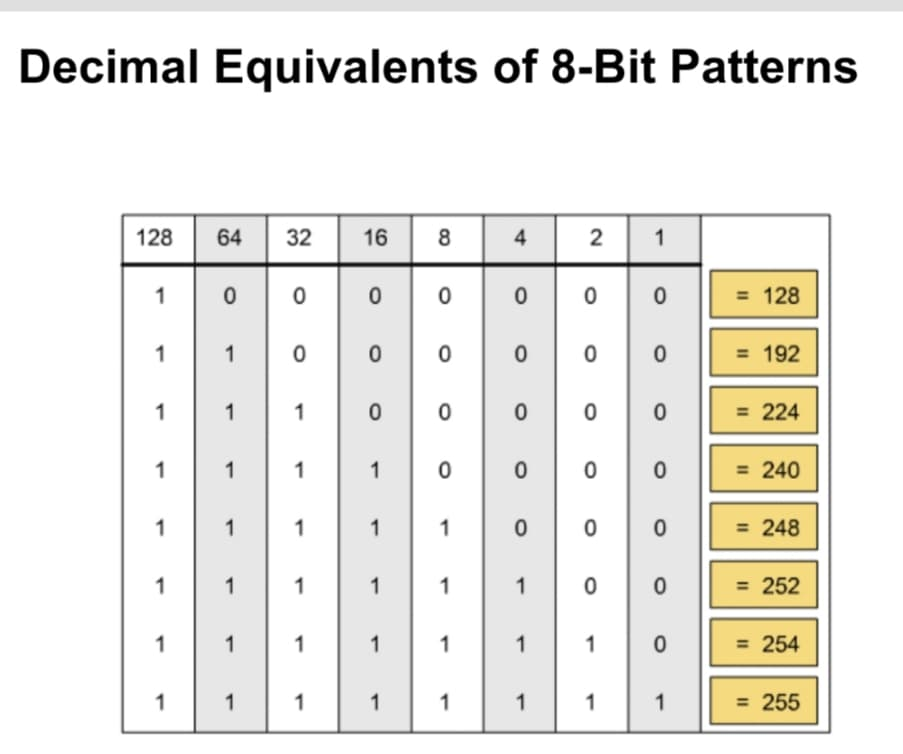 Decimal Equivalents of 8-Bit Patterns
128 64 32 16 8 4 2 1
1 0 0 0 0 0 0 0 = 128
1 1 0 0 0 0 0 0 = 192
1 1 1 0 0 0 0 0 = 224
1 1 1 1 0 0 0 0 = 240
1 1 1 1 1 0 0 0 = 248
1 1 1 1 1 1 0 0 = 252
1 1 1 1 1 1 1 0 = 254
1 1 1 1 1 1 1 1 = 255